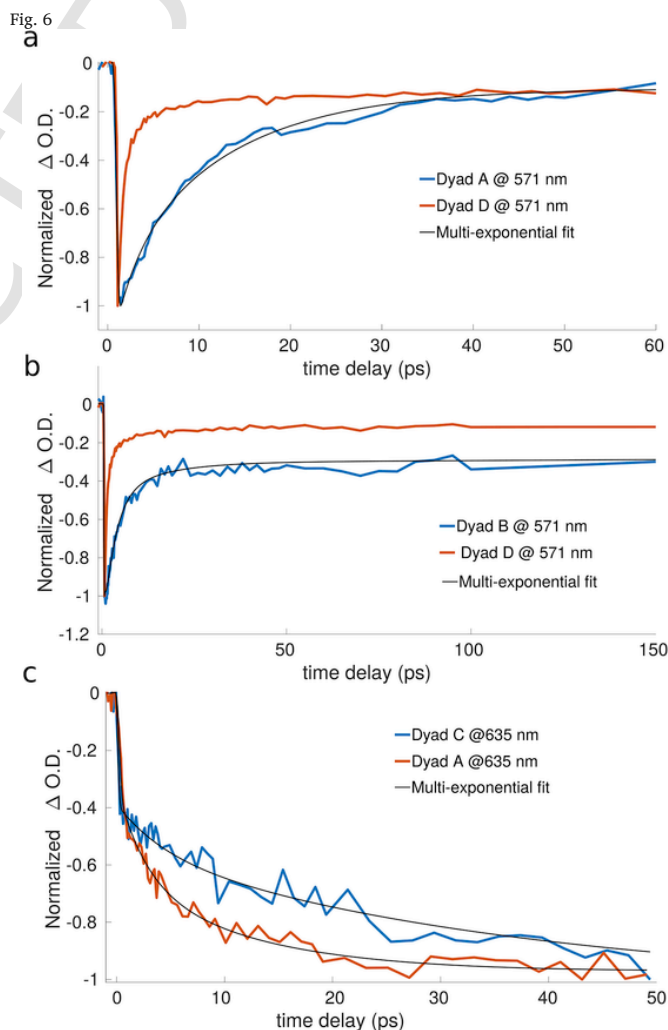 Fig. 6
a
0
-0.2
-0.4
-0.6
-0.8
-1
Normalized Δ O.D.
Dyad A @ 571 nm
Dyad D @ 571 nm
Multi-exponential fit
0 10 20 30 40 50 60
time delay (ps)
b
0
-0.2
-0.4
-0.6
-0.8
-1
-1.2
Normalized Δ O.D.
Dyad B @ 571 nm
Dyad D @ 571 nm
Multi-exponential fit
0 50 100 150
time delay (ps)
c
0
-0.2
-0.4
-0.6
-0.8
-1
Normalized Δ O.D.
Dyad C @635 nm
Dyad A @635 nm
Multi-exponential fit
0 10 20 30 40 50
time delay (ps)